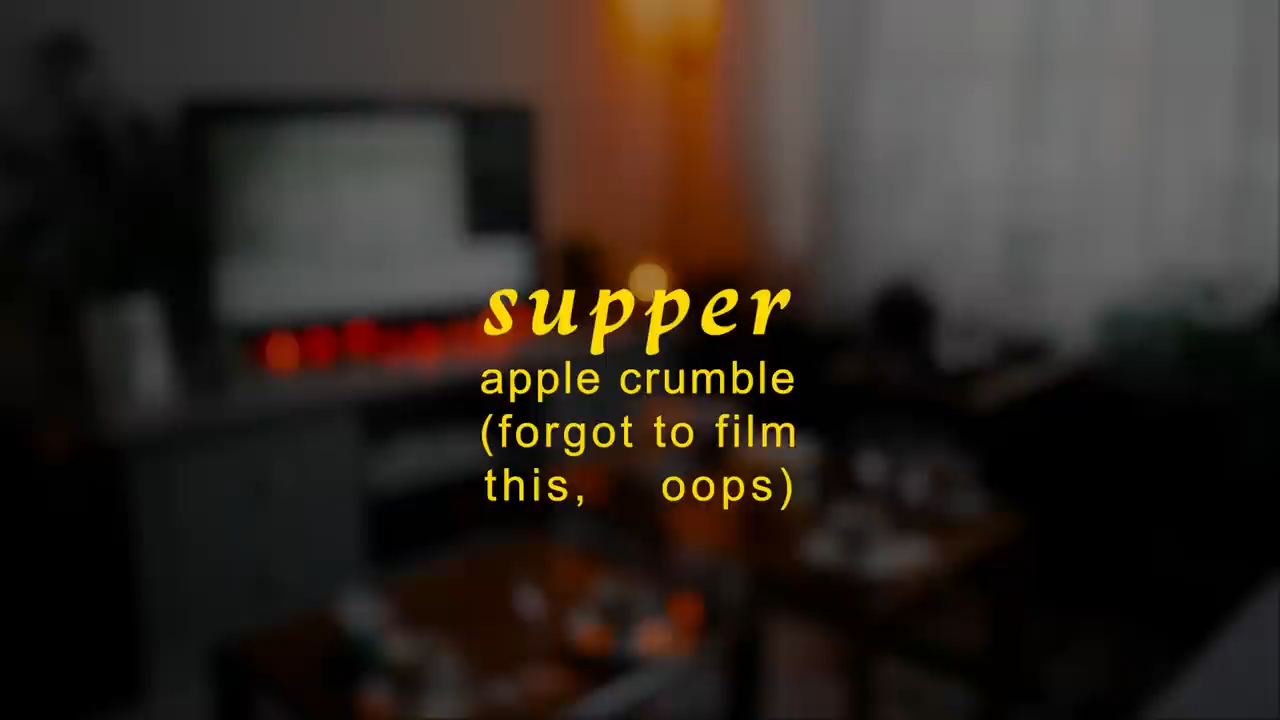 supper
apple crumble
(forgot to film
this, oops)